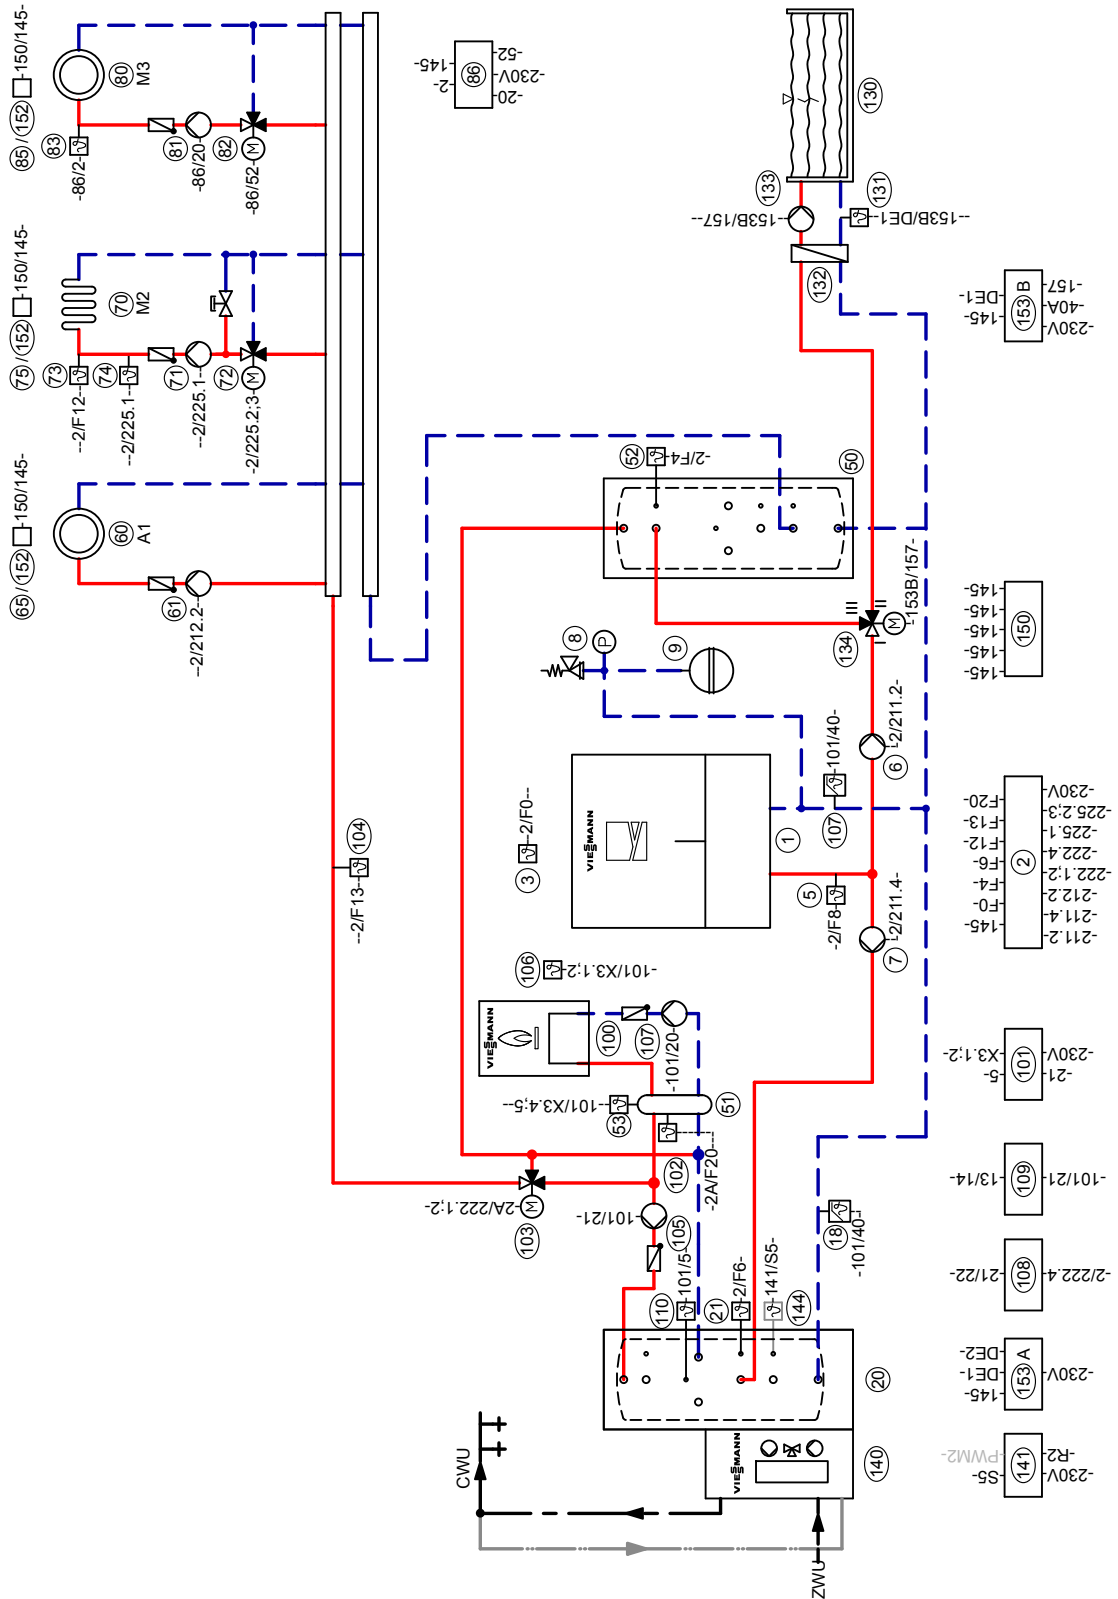 85 / 152 -150/145-
80
M3
83
-86/2-
81
-86/20-
82
M
-86/52-
75 / 152 -150/145-
70
M2
73
--2/F12--
74
--2/225.1--
71
--2/225.1--
72
M
-2/225.2;3-
65 / 152 -150/145-
60
A1
61
--2/212.2--
86
-52-
-145-
-230V-
-2-
-20-
130
133
--153B/157--
131
--153B/DE1--
132
153 B
-DE1-
-145-
-157-
-40A-
-230V-
52
-2/F4-
50
134
M
-153B/157-
150
-145-
-145-
-145-
-145-
-145-
I
II
III
8
P
9
104
--2/F13--
3
--2/F0--
VIESSMANN
1
107
-101/40-
6
-2/211.2-
5
-2/F8-
7
-2/211.4-
2
-F20-
-F13-
-F12-
-F6-
-F4-
-F0-
-145-
-230V-
-225.2;3-
-225.1-
-222.4-
-222.1;2-
-212.2-
-211.4-
-211.2-
106
-101/X3.1;2-
VIESSMANN
100
107
-101/20-
53
--101/X3.4;5--
51
102
-2A/F20-
101
-X3.1;2-
-5-
-230V-
-21-
103
M
-2A/222.1;2-
105
-101/21-
109
-13/14-
-101/21-
18
-101/40-
108
-21/22-
-2/222.4-
110
-101/5-
21
-2/F6-
144
-141/S5-
20
153 A
-DE2-
-DE1-
-145-
-230V-
VIESSMANN
140
141
-PWM2-
-S5-
-R2-
-230V-
CWU
ZWU